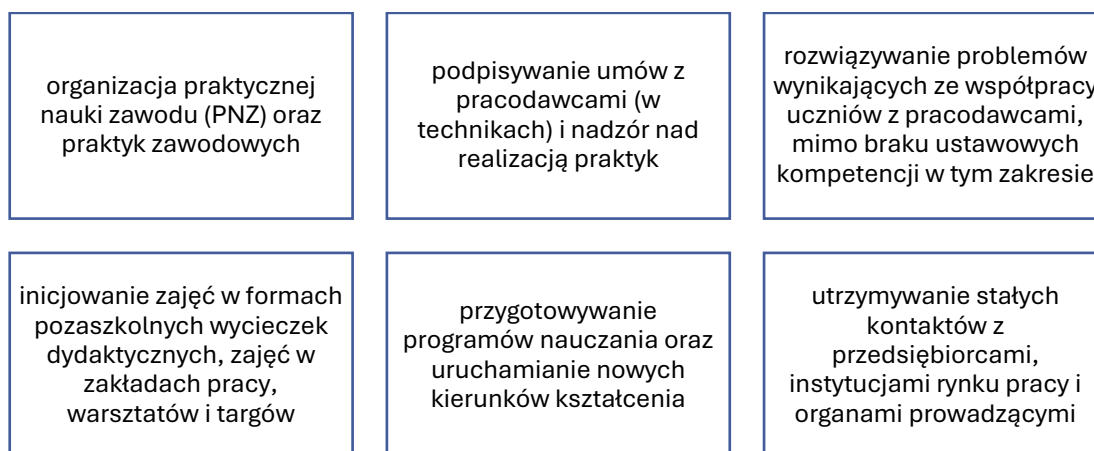 organizacja praktycznej
nauki zawodu (PNZ) oraz
praktyk zawodowych
podpisywanie umów z
pracodawcami (w
technikach) i nadzór nad
realizacją praktyk
rozwiązywanie problemów
wynikających ze współpracy
uczniów z pracodawcami,
mimo braku ustawowych
kompetencji w tym zakresie
inicjowanie zajęć w formach
pozaszkolnych wycieczek
dydaktycznych, zajęć w
zakładach pracy,
warsztatów i targów
przygotowywanie
programów nauczania oraz
uruchamianie nowych
kierunków kształcenia
utrzymywanie stałych
kontaktów z
przedsiębiorcami,
instytucjami rynku pracy i
organami prowadzącymi